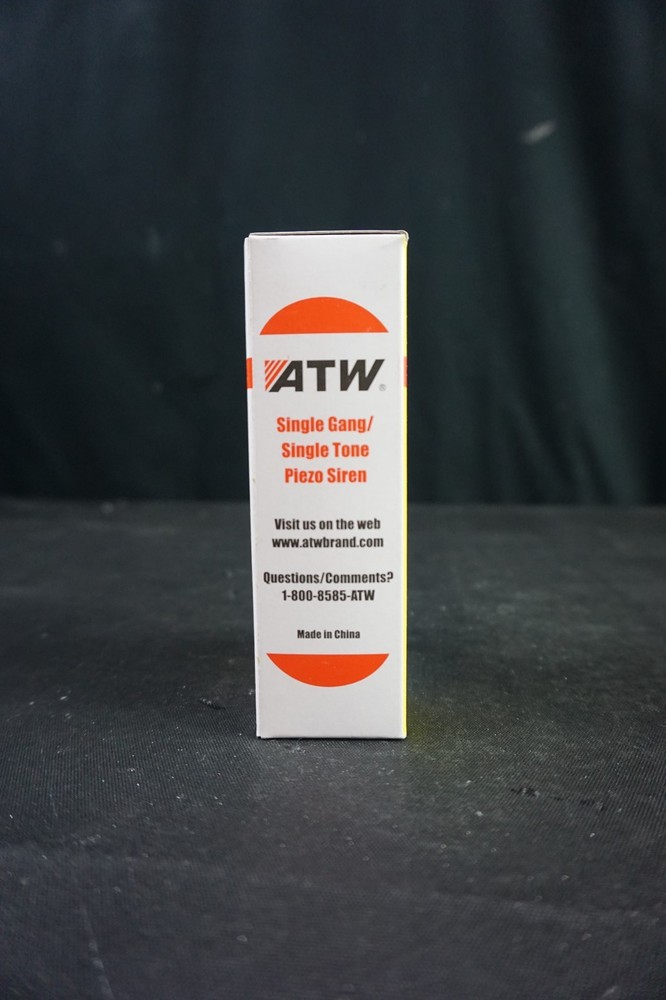 ATW®
Single Gang/
Single Tone
Piezo Siren
Visit us on the web
www.atwbrand.com
Questions/Comments?
1-800-8585-ATW
Made in China